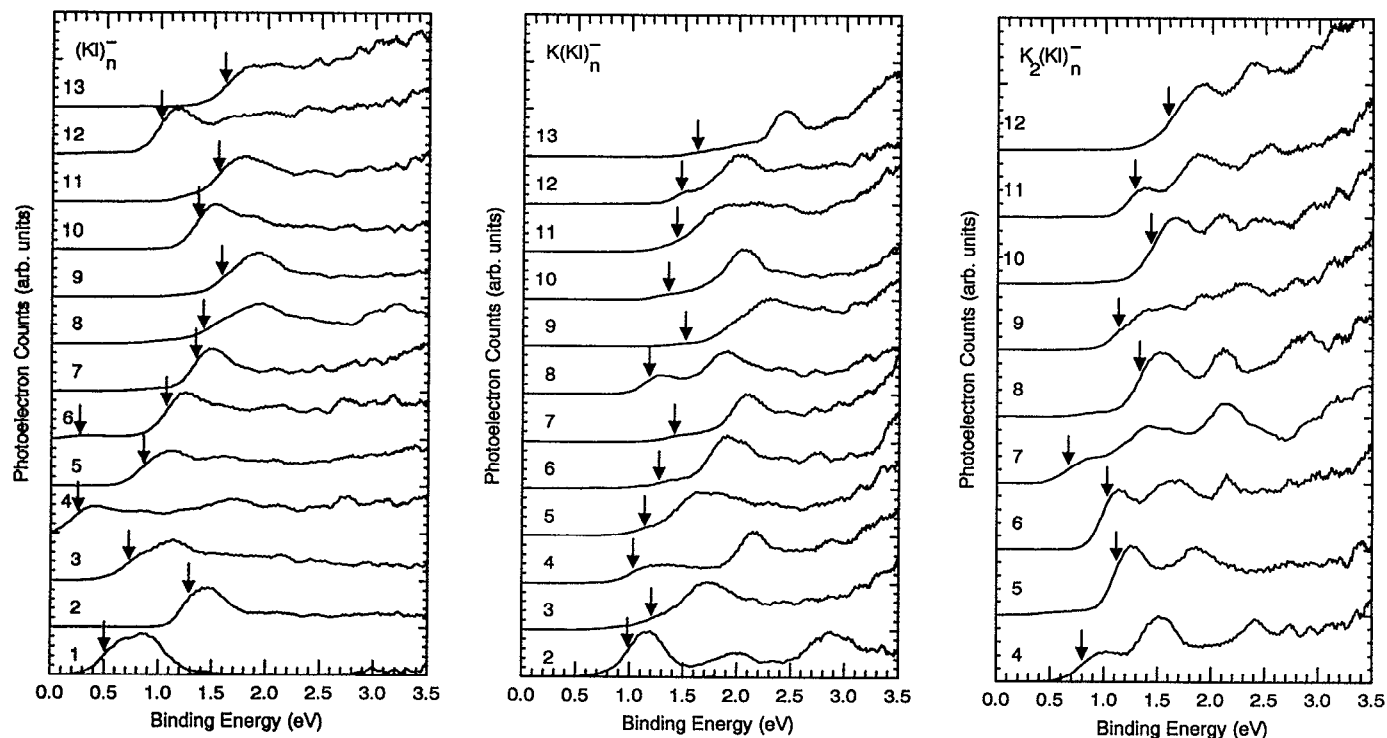 (KI)n−
13
12
11
10
9
8
7
6
5
4
3
2
1
0.0 0.5 1.0 1.5 2.0 2.5 3.0 3.5
Binding Energy (eV)
Photoelectron Counts (arb. units)
K(KI)n−
13
12
11
10
9
8
7
6
5
4
3
2
0.0 0.5 1.0 1.5 2.0 2.5 3.0 3.5
Binding Energy (eV)
Photoelectron Counts (arb. units)
K2(KI)n−
12
11
10
9
8
7
6
5
4
0.0 0.5 1.0 1.5 2.0 2.5 3.0 3.5
Binding Energy (eV)
Photoelectron Counts (arb. units)